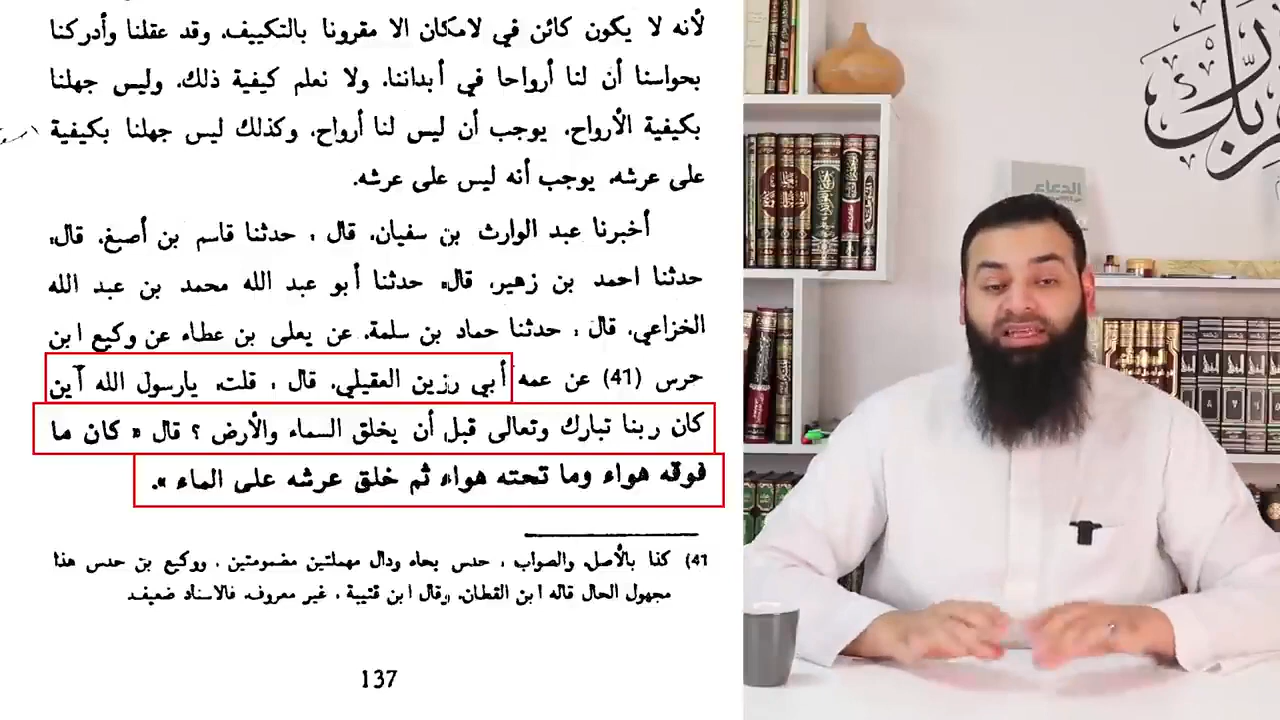 لأنه لا يكون كائن في لامكان الا مقرونا بالتكييف، وقد عقلنا وأدركنا
بحواسنا أن لنا أرواحا في أبداننا، ولا نعلم كيفية ذلك، وليس جهلنا
بكيفية الأرواح، يوجب أن ليس لنا أرواح، وكذلك ليس جهلنا بكيفية
على عرشه، يوجب أنه ليس على عرشه.
أخبرنا عبد الوارث بن سفيان، قال : حدثنا قاسم بن أصبغ، قال:
حدثنا احمد بن زهير، قال: حدثنا أبو عبد الله محمد بن عبد الله
الخزاعي، قال : حدثنا حماد بن سلمة، عن يعلى بن عطاء عن وكيع ابن
حرس (41) عن عمه أبي رزين العقيلي، قال : قلت: يارسول الله أين
كان ربنا تبارك وتعالى قبل أن يخلق السماء والأرض ؟ قال « كان ما
فوقه هواء وما تحته هواء ثم خلق عرشه على الماء ».
41) كذا بالأصل، والصواب : حدس بحاء ودال مهملتين مضمومتين : ووكيع بن حدس هذا
مجهول الحال قاله ابن القطان، وقال ابن قتيبة : غير معروف، فالاسناد ضعيف.
137
الدعاء